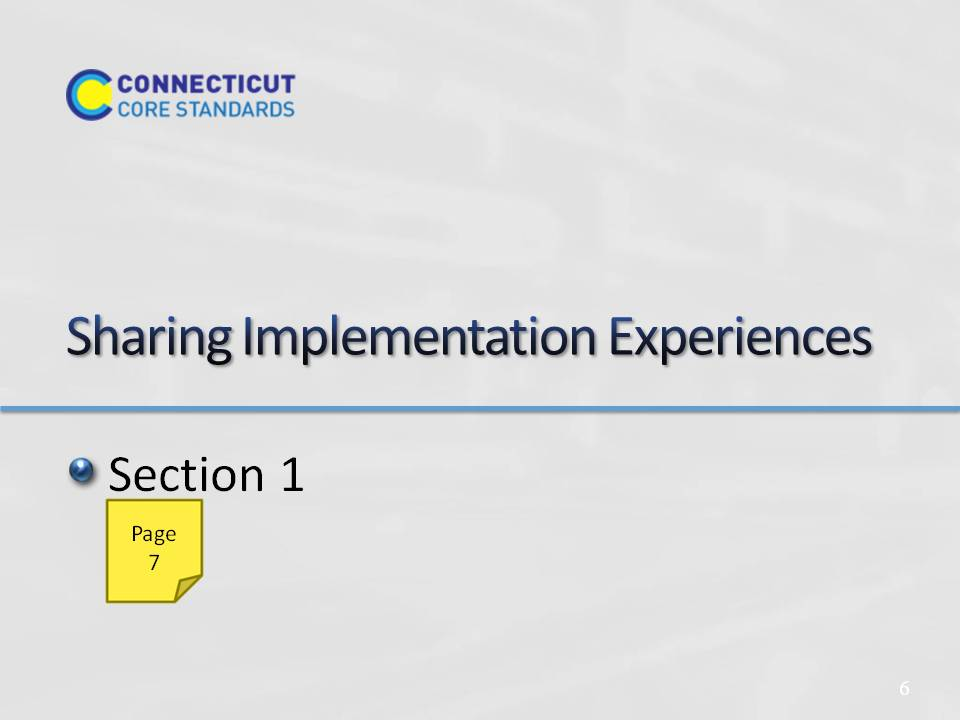 CONNECTICUT
CORE STANDARDS
Sharing Implementation Experiences
Section 1
Page
7
6